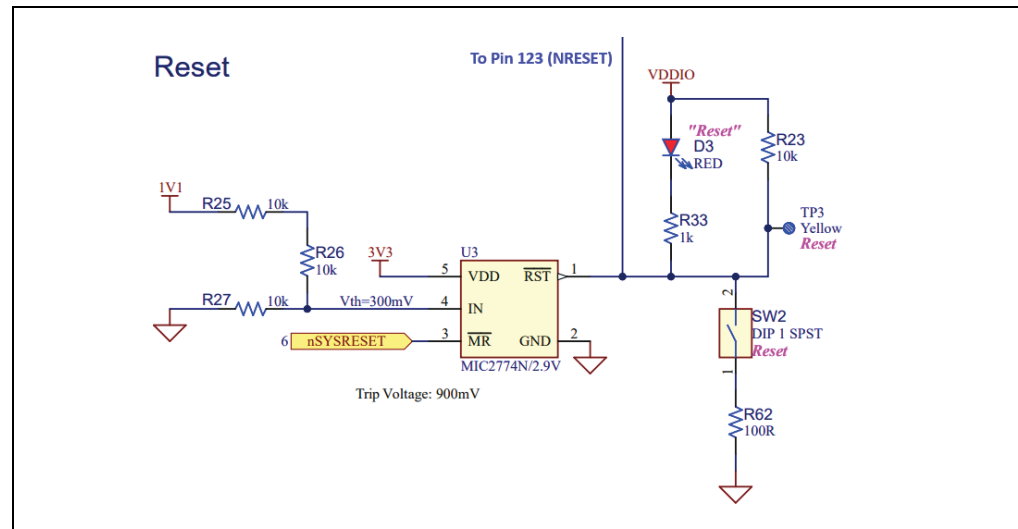 Reset
To Pin 123 (NRESET)
VDDIO
"Reset"
D3
RED
R23
10k
1V1
R25
10k
R33
1k
TP3
Yellow
Reset
R26
10k
3V3
U3
5
VDD
RST
1
R27
10k
Vth=300mV
4
IN
2
SW2
DIP 1 SPST
Reset
1
6
nSYSRESET
3
MR
GND
2
MIC2774N/2.9V
Trip Voltage: 900mV
R62
100R